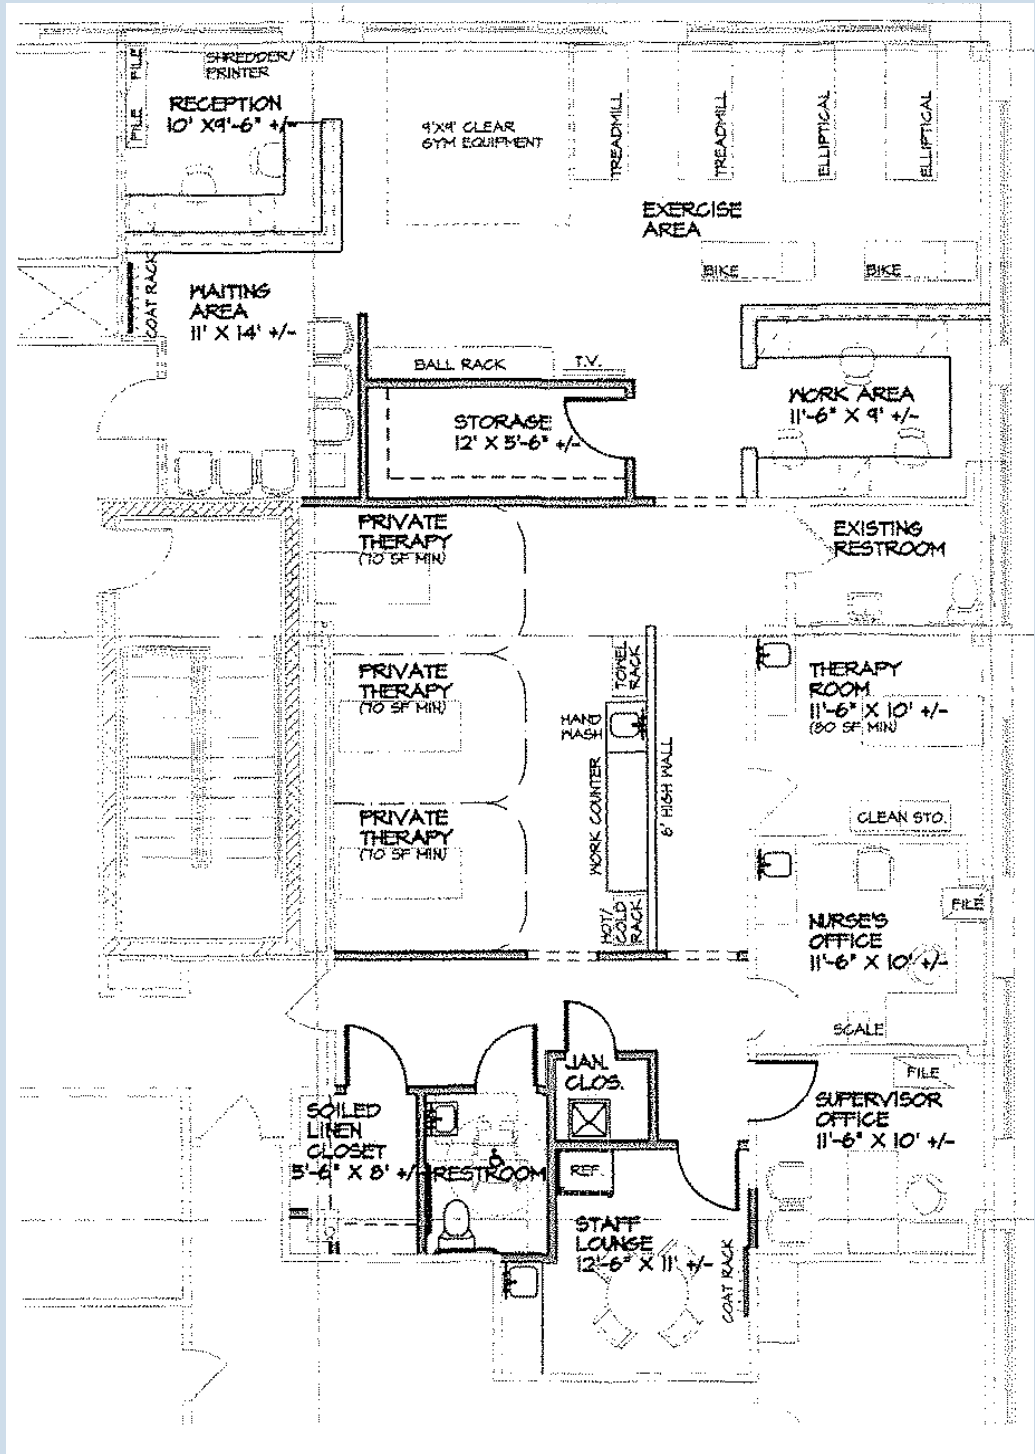 FILE
FILE
SHREDDER/
PRINTER
RECEPTION
10' X9'-6" +/-
9'X9' CLEAR
GYM EQUIPMENT
TREADMILL
TREADMILL
ELLIPTICAL
ELLIPTICAL
EXERCISE
AREA
BIKE
BIKE
COAT RACK
WAITING
AREA
11' X 14' +/-
BALL RACK
T.V.
STORAGE
12' X 5'-6" +/-
WORK AREA
11'-6" X 9' +/-
PRIVATE
THERAPY
(70 SF MIN)
EXISTING
RESTROOM
PRIVATE
THERAPY
(70 SF MIN)
TOWEL
RACK
HAND
WASH
WORK COUNTER
6' HIGH WALL
THERAPY
ROOM
11'-6" X 10' +/-
(80 SF MIN)
CLEAN STO.
PRIVATE
THERAPY
(70 SF MIN)
HOT/
COLD
RACK
FILE
NURSE'S
OFFICE
11'-6" X 10' +/-
SCALE
JAN.
CLOS.
FILE
SUPERVISOR
OFFICE
11'-6" X 10' +/-
SOILED
LINEN
CLOSET
5'-6" X 8' +/-
RESTROOM
REF.
STAFF
LOUNGE
12'-6" X 11' +/-
COAT RACK